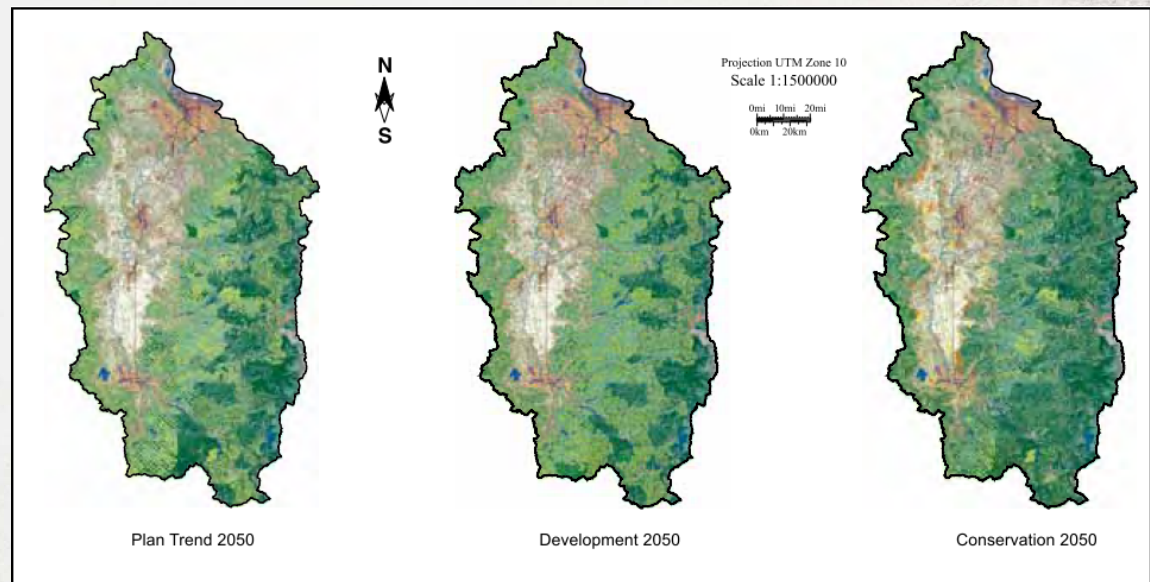 N
S
Projection UTM Zone 10
Scale 1:1500000
0mi 10mi 20mi
0km 20km
Plan Trend 2050
Development 2050
Conservation 2050